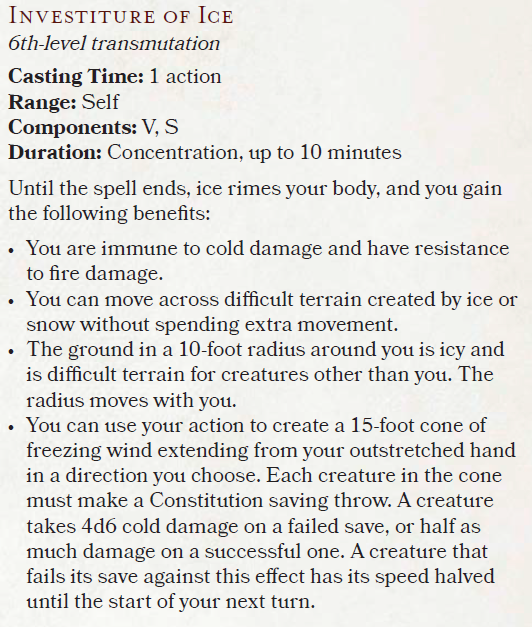 INVESTITURE OF ICE
6th-level transmutation
Casting Time: 1 action
Range: Self
Components: V, S
Duration: Concentration, up to 10 minutes
Until the spell ends, ice rimes your body, and you gain
the following benefits:
• You are immune to cold damage and have resistance
to fire damage.
• You can move across difficult terrain created by ice or
snow without spending extra movement.
• The ground in a 10-foot radius around you is icy and
is difficult terrain for creatures other than you. The
radius moves with you.
• You can use your action to create a 15-foot cone of
freezing wind extending from your outstretched hand
in a direction you choose. Each creature in the cone
must make a Constitution saving throw. A creature
takes 4d6 cold damage on a failed save, or half as
much damage on a successful one. A creature that
fails its save against this effect has its speed halved
until the start of your next turn.